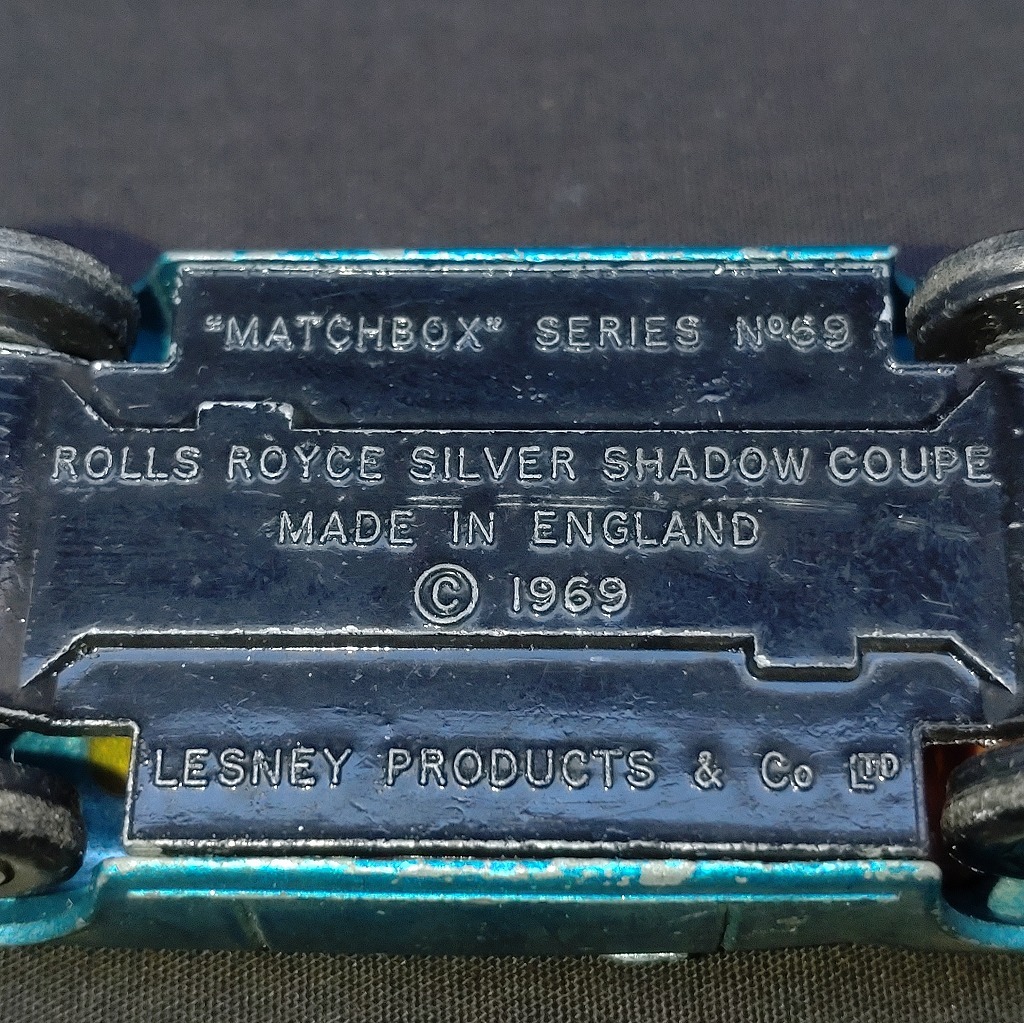 "MATCHBOX" SERIES Nº69
ROLLS ROYCE SILVER SHADOW COUPE
MADE IN ENGLAND
© 1969
LESNEY PRODUCTS & Co LTD